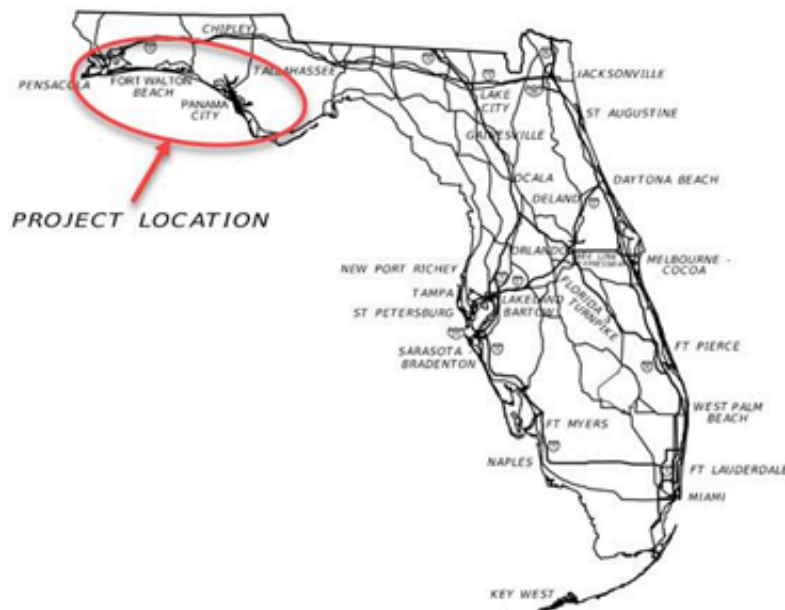 CHIPLEY
PENSACOLA
FORT WALTON
BEACH
PANAMA
CITY
TALLAHASSEE
JACKSONVILLE
LAKE
CITY
ST AUGUSTINE
GAINESVILLE
OCALA
DAYTONA BEACH
DELAND
PROJECT LOCATION
ORLANDO
MELBOURNE -
COCOA
NEW PORT RICHEY
TAMPA
LAKELAND
BARTOW
ST PETERSBURG
FLORIDA'S
TURNPIKE
SARASOTA -
BRADENTON
FT PIERCE
WEST PALM
BEACH
FT MYERS
NAPLES
FT LAUDERDALE
MIAMI
KEY WEST